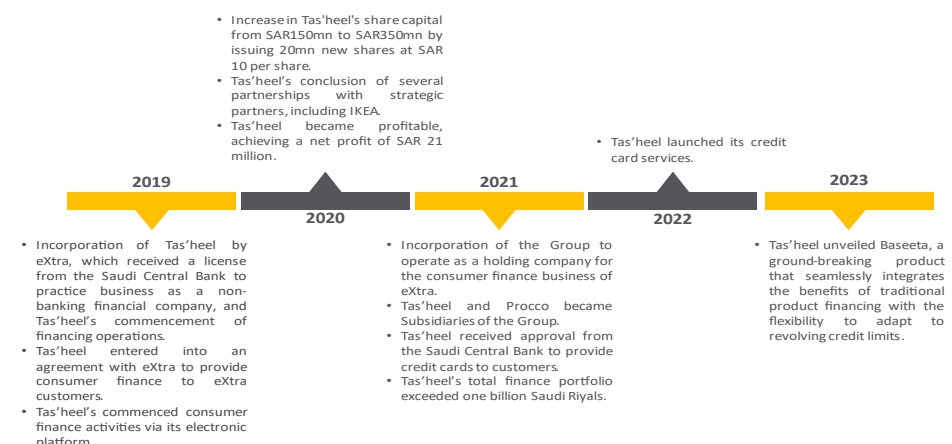 • Increase in Tas'heel's share capital
from SAR150mn to SAR350mn by
issuing 20mn new shares at SAR
10 per share.
• Tas'heel's conclusion of several
partnerships with strategic
partners, including IKEA.
• Tas'heel became profitable,
achieving a net profit of SAR 21
million.
• Tas'heel launched its credit
card services.
2019
2021
2023
2020
2022
• Incorporation of Tas'heel by
eXtra, which received a license
from the Saudi Central Bank to
practice business as a non-
banking financial company, and
Tas'heel's commencement of
financing operations.
• Tas'heel entered into an
agreement with eXtra to provide
consumer finance to eXtra
customers.
• Tas'heel's commenced consumer
finance activities via its electronic
platform
• Incorporation of the Group to
operate as a holding company for
the consumer finance business of
eXtra.
• Tas'heel and Procco became
Subsidiaries of the Group.
• Tas'heel received approval from
the Saudi Central Bank to provide
credit cards to customers.
• Tas'heel's total finance portfolio
exceeded one billion Saudi Riyals.
• Tas'heel unveiled Baseeta, a
ground-breaking product
that seamlessly integrates
the benefits of traditional
product financing with the
flexibility to adapt to
revolving credit limits.